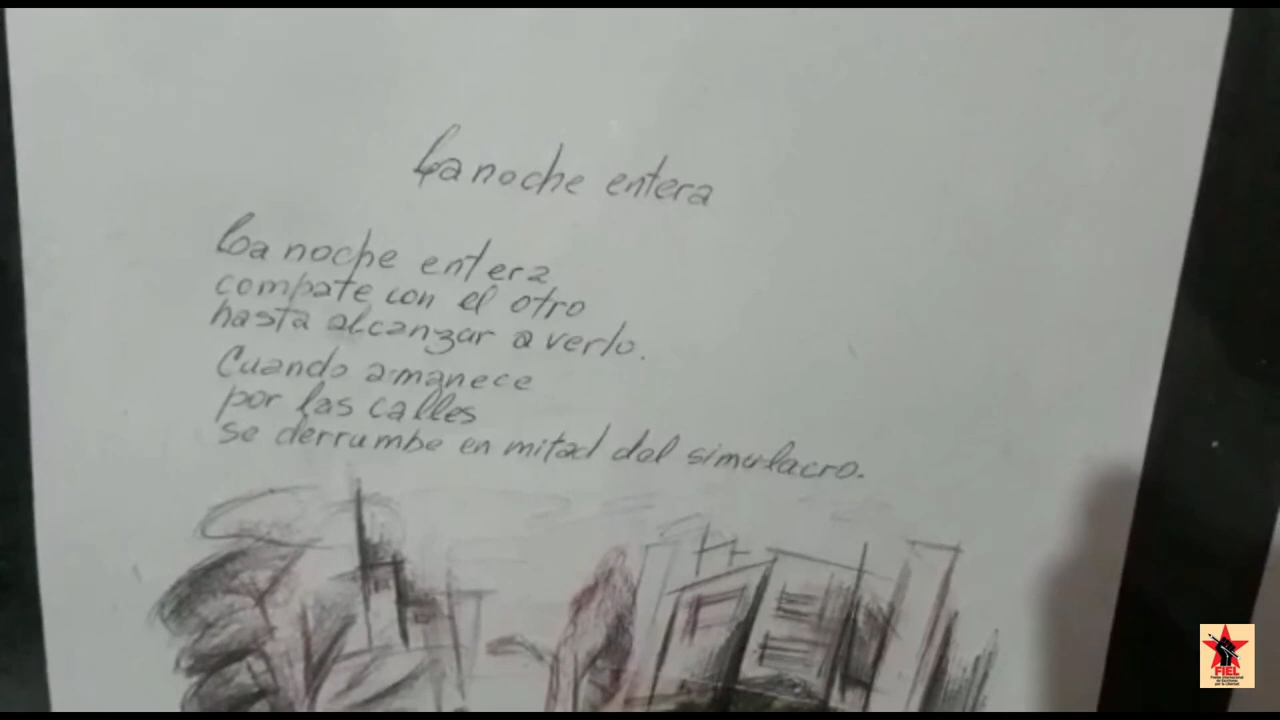 La noche entera
La noche entera
compate con el otro
hasta alcanzar a verlo.
Cuando amanece
por las calles
se derrumbe en mitad del simulacro.
FIEL